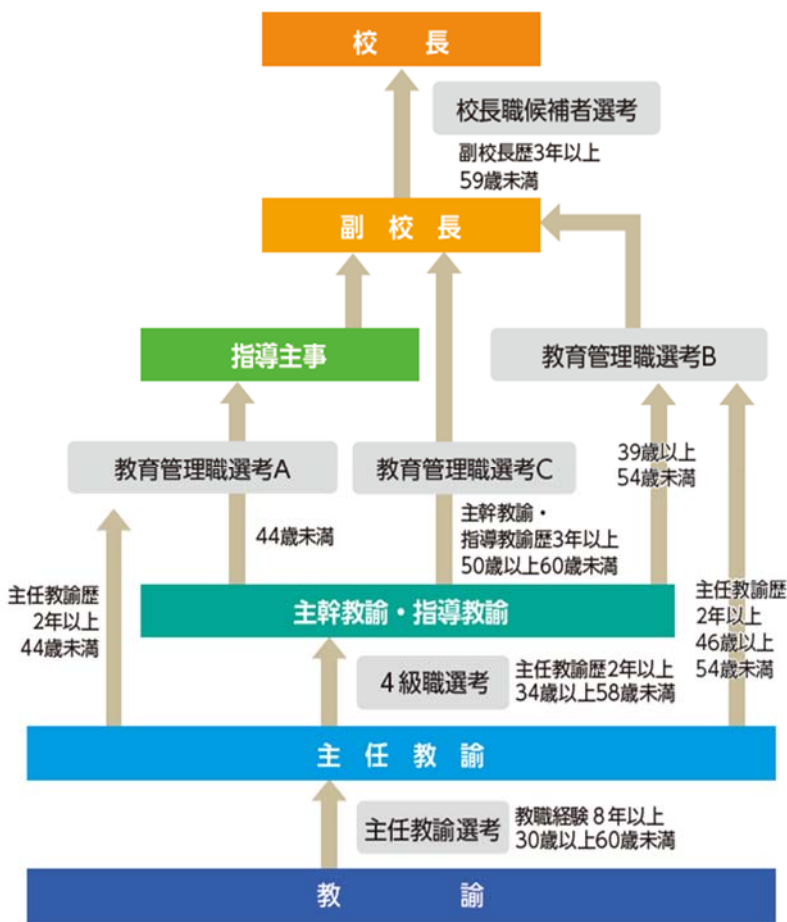 校長
校長職候補者選考
副校長歴3年以上
59歳未満
副校長
指導主事
教育管理職選考B
教育管理職選考A
教育管理職選考C
39歳以上
54歳未満
44歳未満
主幹教諭・
指導教諭歴3年以上
50歳以上60歳未満
主任教諭歴
2年以上
44歳未満
主幹教諭・指導教諭
主任教諭歴
2年以上
46歳以上
54歳未満
4級職選考
主任教諭歴2年以上
34歳以上58歳未満
主任教諭
主任教諭選考
教職経験8年以上
30歳以上60歳未満
教諭